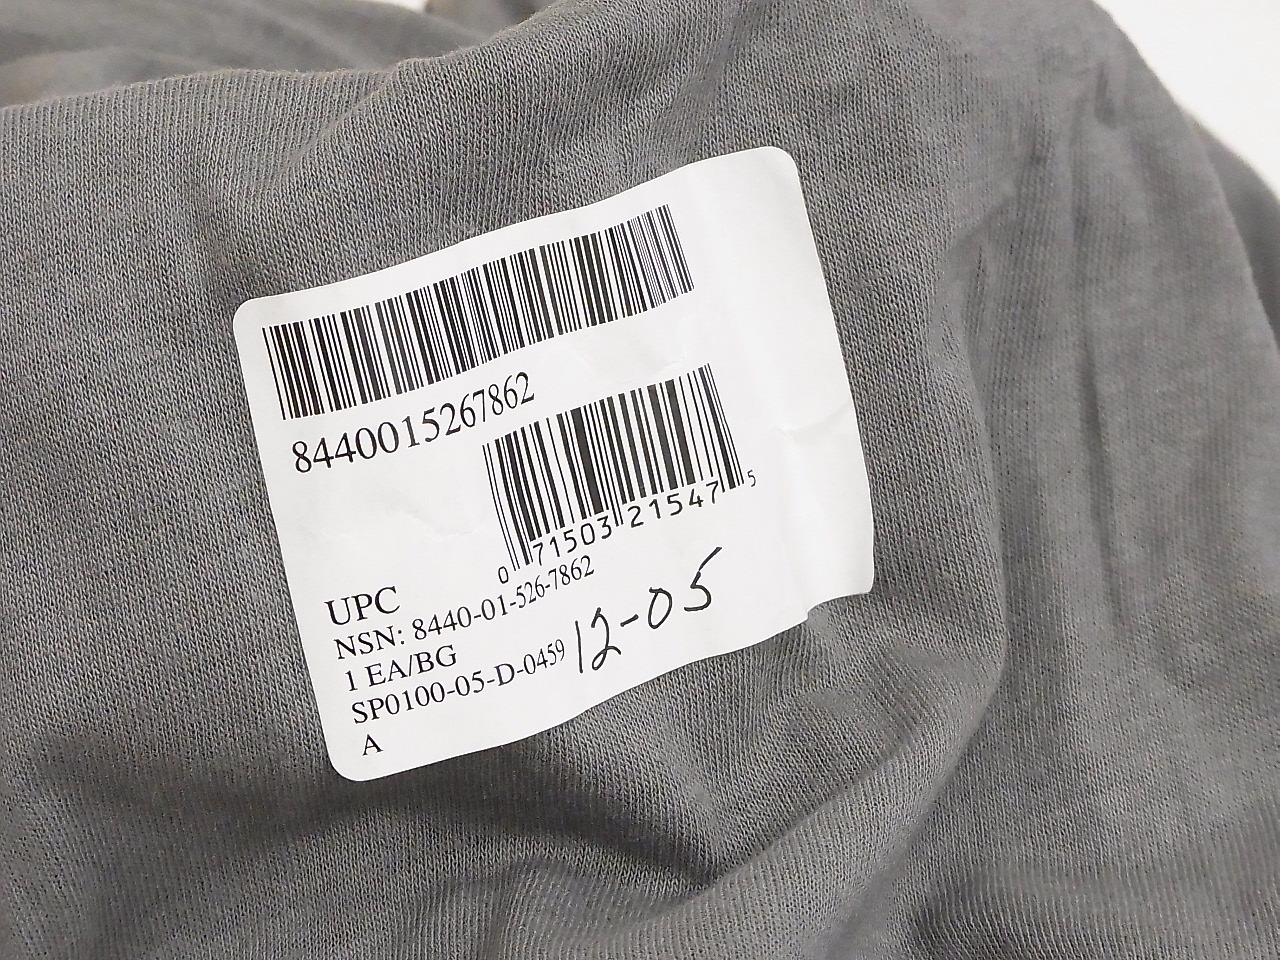 8440015267862
0 71503 21547 5
UPC
NSN: 8440-01-526-7862
1 EA/BG
SP0100-05-D-0459 12-05
A